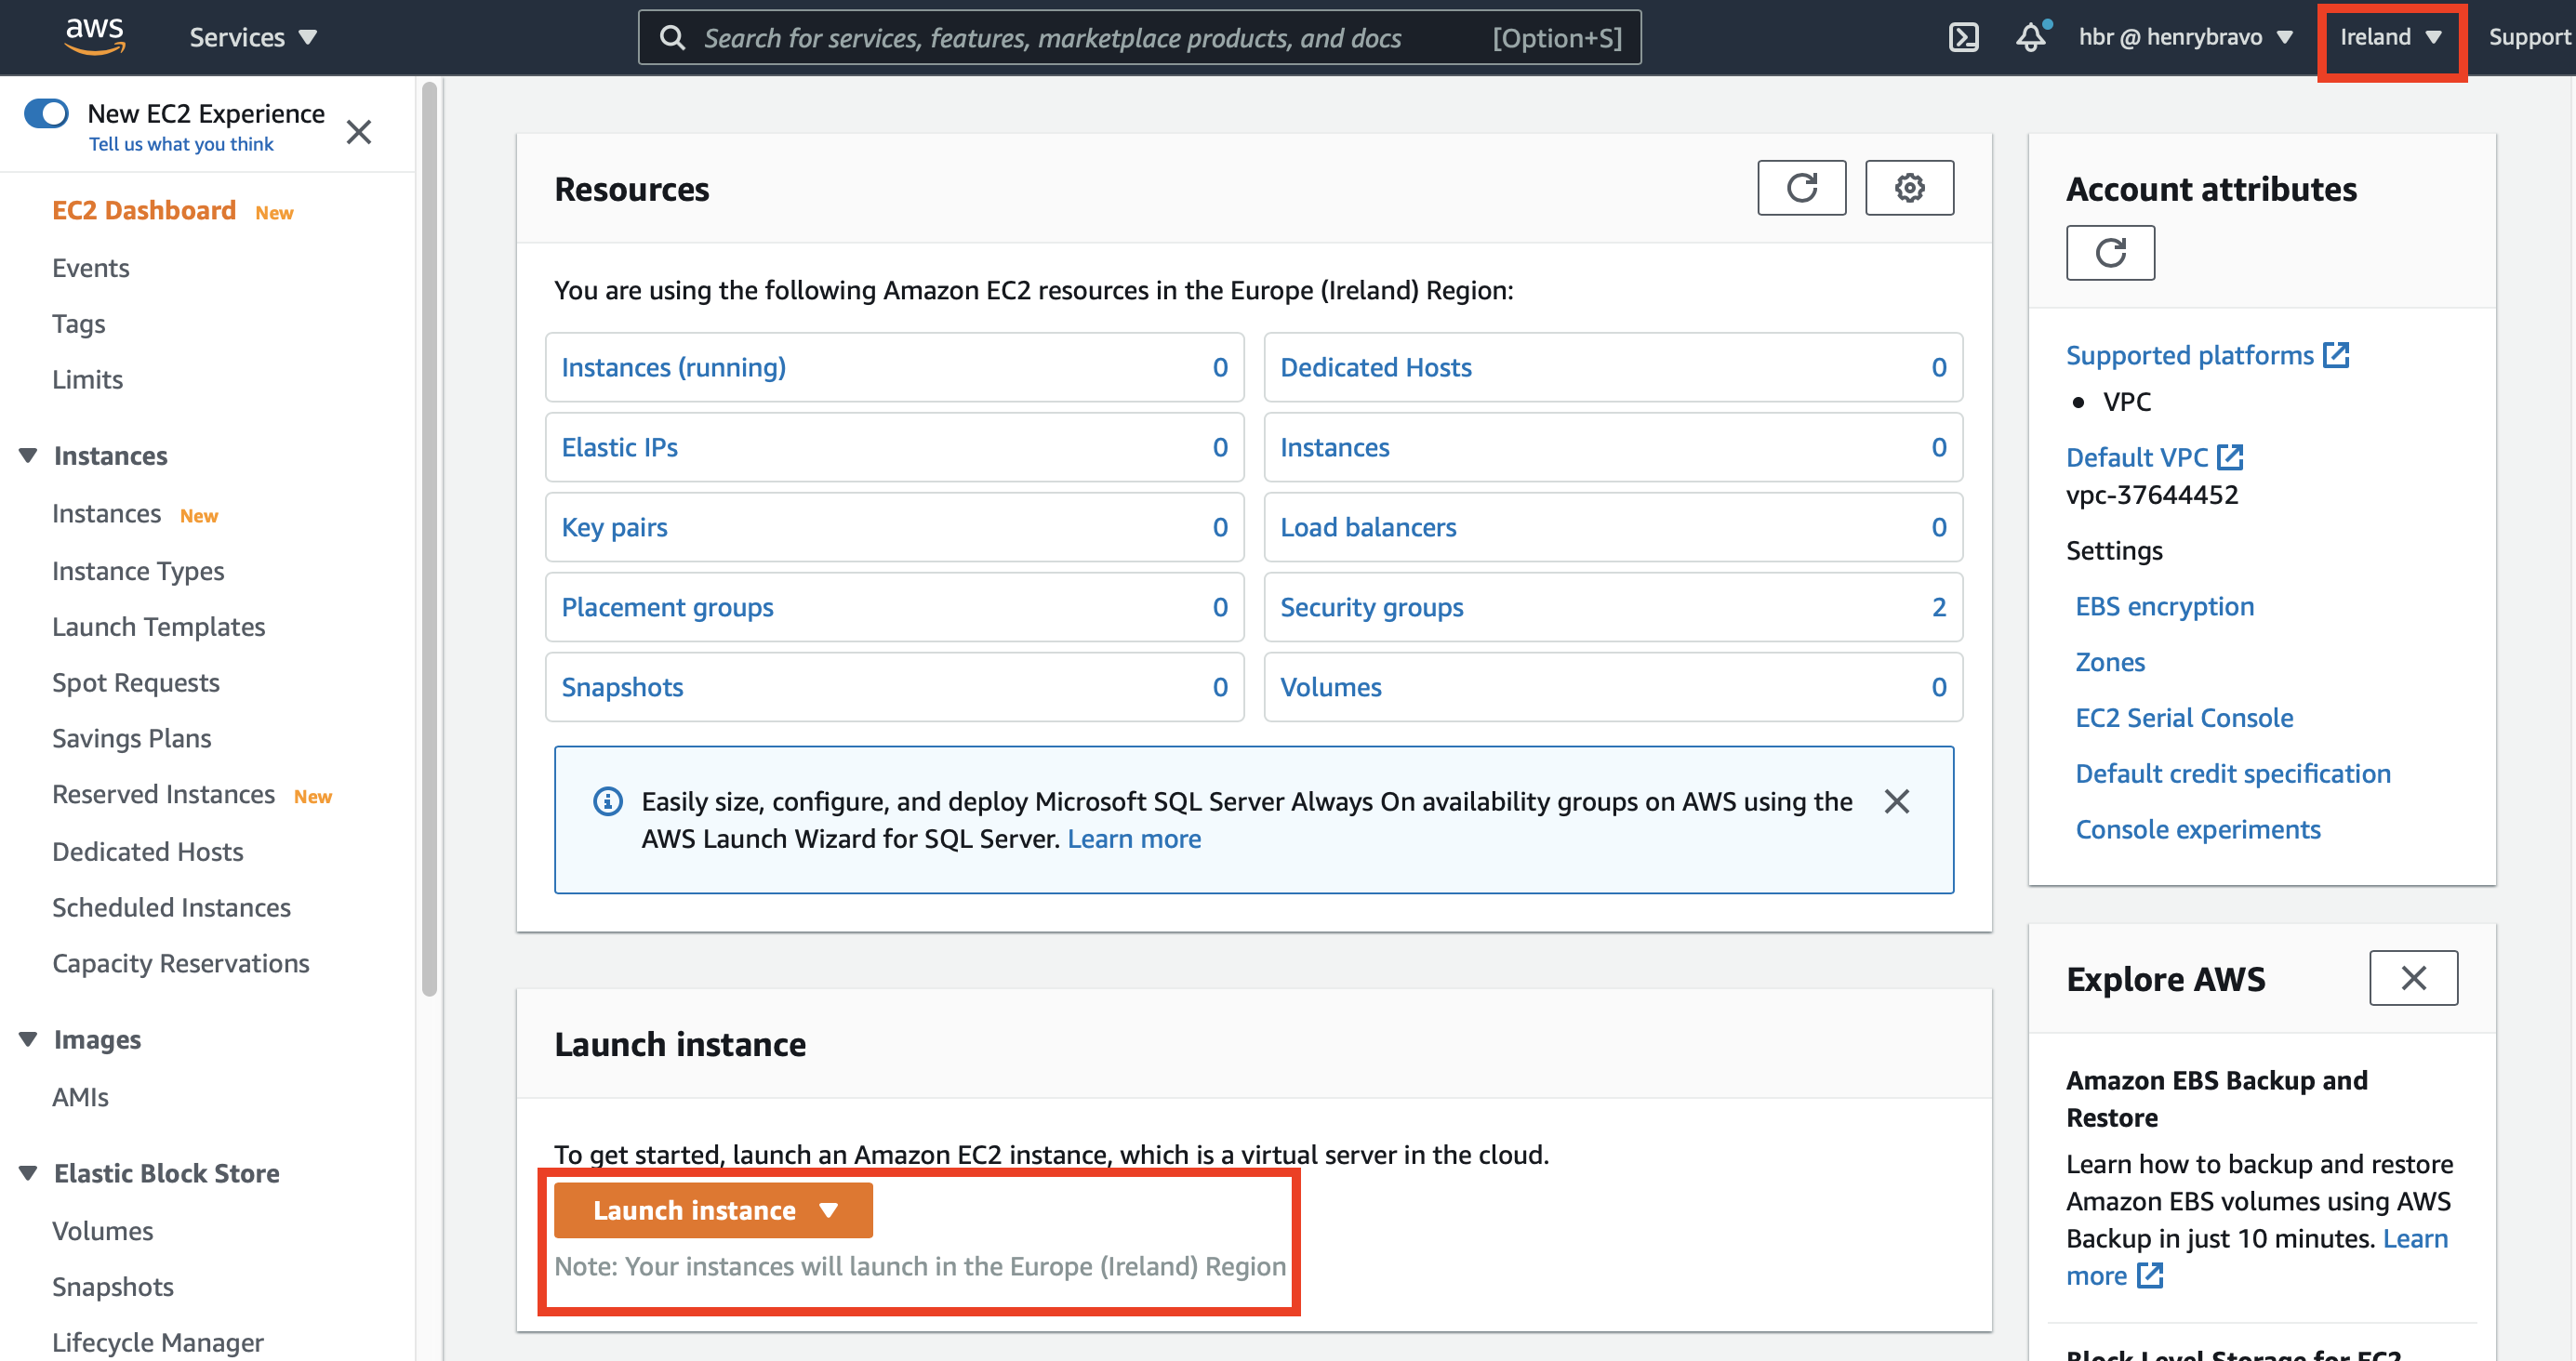 aws
Services
Search for services, features, marketplace products, and docs
[Option+S]
hbr @ henrybravo
Ireland
Support
New EC2 Experience
Tell us what you think
EC2 Dashboard New
Events
Tags
Limits
Instances
Instances New
Instance Types
Launch Templates
Spot Requests
Savings Plans
Reserved Instances New
Dedicated Hosts
Scheduled Instances
Capacity Reservations
Images
AMIs
Elastic Block Store
Volumes
Snapshots
Lifecycle Manager
Resources
You are using the following Amazon EC2 resources in the Europe (Ireland) Region:
Instances (running) 0
Dedicated Hosts 0
Elastic IPs 0
Instances 0
Key pairs 0
Load balancers 0
Placement groups 0
Security groups 2
Snapshots 0
Volumes 0
Easily size, configure, and deploy Microsoft SQL Server Always On availability groups on AWS using the
AWS Launch Wizard for SQL Server. Learn more
Launch instance
To get started, launch an Amazon EC2 instance, which is a virtual server in the cloud.
Launch instance
Note: Your instances will launch in the Europe (Ireland) Region
Account attributes
Supported platforms
• VPC
Default VPC
vpc-37644452
Settings
EBS encryption
Zones
EC2 Serial Console
Default credit specification
Console experiments
Explore AWS
Amazon EBS Backup and
Restore
Learn how to backup and restore
Amazon EBS volumes using AWS
Backup in just 10 minutes. Learn
more
Block Level Storage for EC2